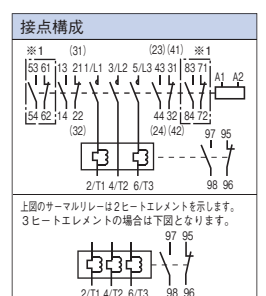 接点構成
※1 (31) (23)(41) ※1
53 61 13 21 1/L1 3/L2 5/L3 43 31 83 71 A1 A2
54 62 14 22 44 32 84 72
(32) (24)(42)
97 95
2/T1 4/T2 6/T3 98 96
上図のサーマルリレーは2ヒートエレメントを示します。
3ヒートエレメントの場合は下図となります。
97 95
2/T1 4/T2 6/T3 98 96